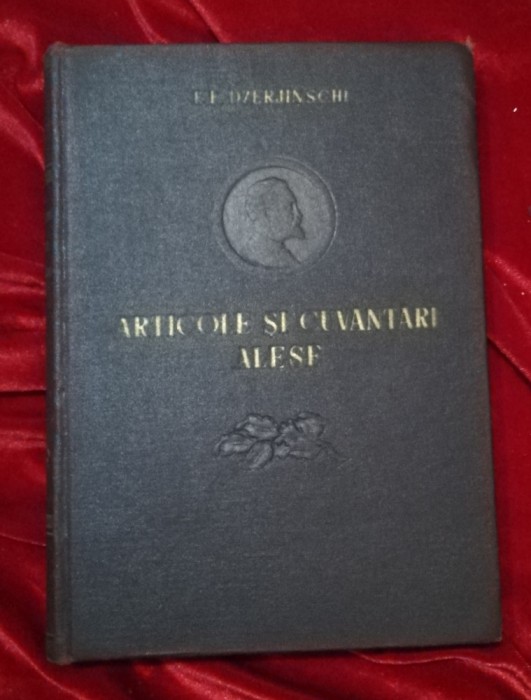 F. E. DZERJINSCHI
ARTICOLE ȘI CUVÂNTĂRI
ALESE